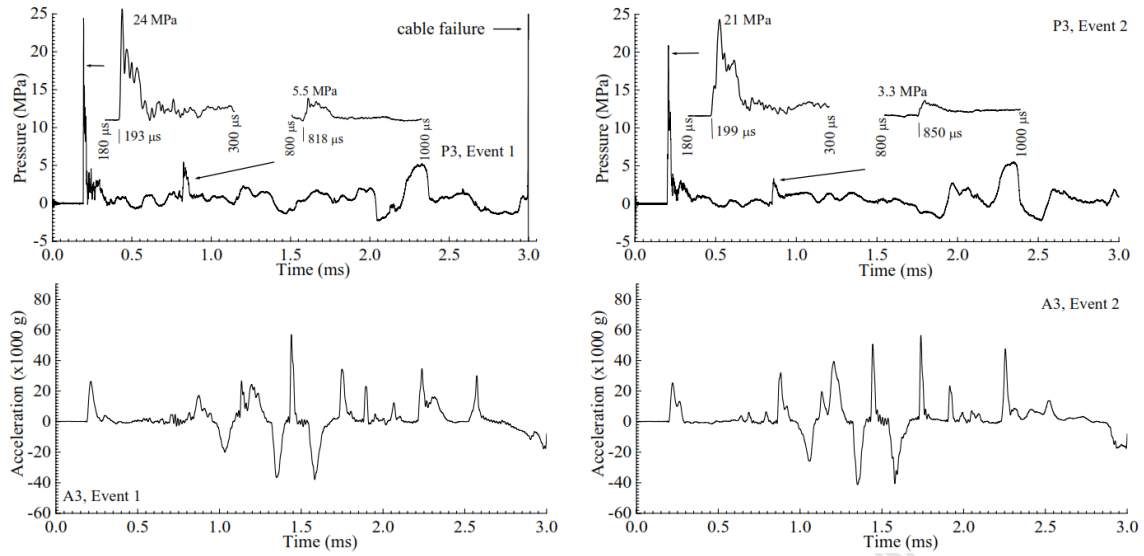 24 MPa
cable failure
5.5 MPa
180 μs
193 μs
300 μs
800 μs
818 μs
1000 μs
P3, Event 1
Pressure (MPa)
25
20
15
10
5
0
-5
0.0 0.5 1.0 1.5 2.0 2.5 3.0
Time (ms)
21 MPa
P3, Event 2
3.3 MPa
180 μs
199 μs
300 μs
800 μs
850 μs
1000 μs
Pressure (MPa)
25
20
15
10
5
0
-5
0.0 0.5 1.0 1.5 2.0 2.5 3.0
Time (ms)
Acceleration (x1000 g)
80
60
40
20
0
-20
-40
-60
A3, Event 1
0.0 0.5 1.0 1.5 2.0 2.5 3.0
Time (ms)
A3, Event 2
Acceleration (x1000 g)
80
60
40
20
0
-20
-40
-60
0.0 0.5 1.0 1.5 2.0 2.5 3.0
Time (ms)